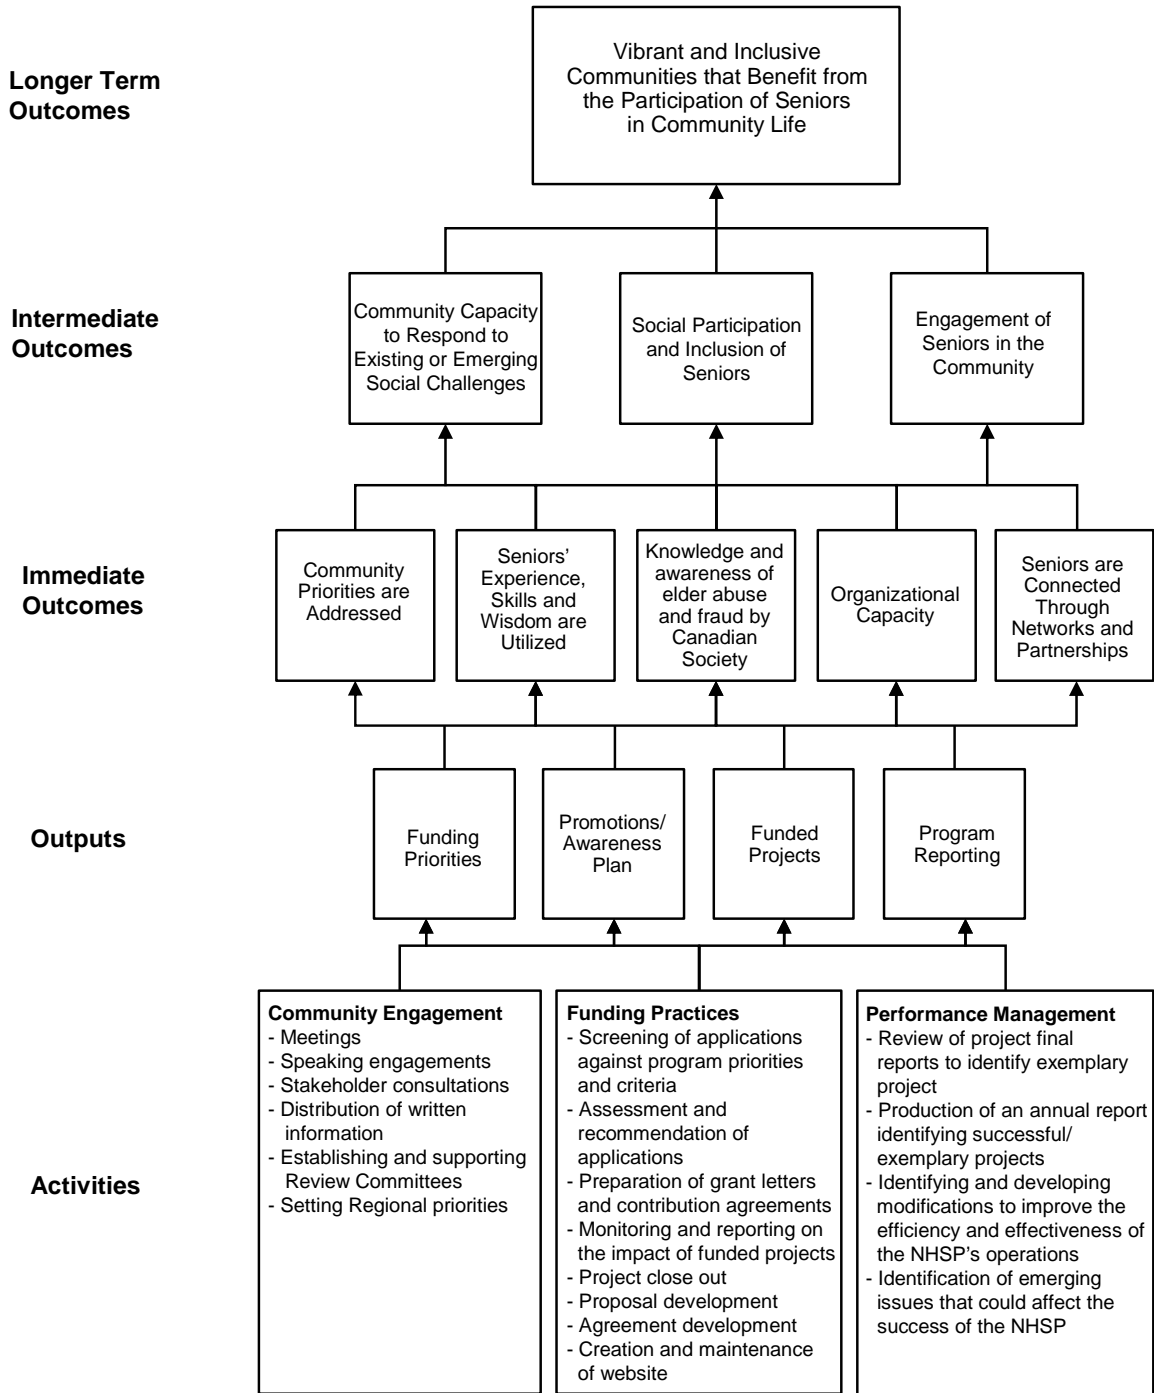 Longer Term
Outcomes
Vibrant and Inclusive
Communities that Benefit from
the Participation of Seniors
in Community Life
Intermediate
Outcomes
Community Capacity
to Respond to
Existing or Emerging
Social Challenges
Social Participation
and Inclusion of
Seniors
Engagement of
Seniors in the
Community
Immediate
Outcomes
Community
Priorities are
Addressed
Seniors’
Experience,
Skills and
Wisdom are
Utilized
Knowledge and
awareness of
elder abuse
and fraud by
Canadian
Society
Organizational
Capacity
Seniors are
Connected
Through
Networks and
Partnerships
Outputs
Funding
Priorities
Promotions/
Awareness
Plan
Funded
Projects
Program
Reporting
Activities
Community Engagement
- Meetings
- Speaking engagements
- Stakeholder consultations
- Distribution of written
information
- Establishing and supporting
Review Committees
- Setting Regional priorities
Funding Practices
- Screening of applications
against program priorities
and criteria
- Assessment and
recommendation of
applications
- Preparation of grant letters
and contribution agreements
- Monitoring and reporting on
the impact of funded projects
- Project close out
- Proposal development
- Agreement development
- Creation and maintenance
of website
Performance Management
- Review of project final
reports to identify exemplary
project
- Production of an annual report
identifying successful/
exemplary projects
- Identifying and developing
modifications to improve the
efficiency and effectiveness of
the NHSP’s operations
- Identification of emerging
issues that could affect the
success of the NHSP